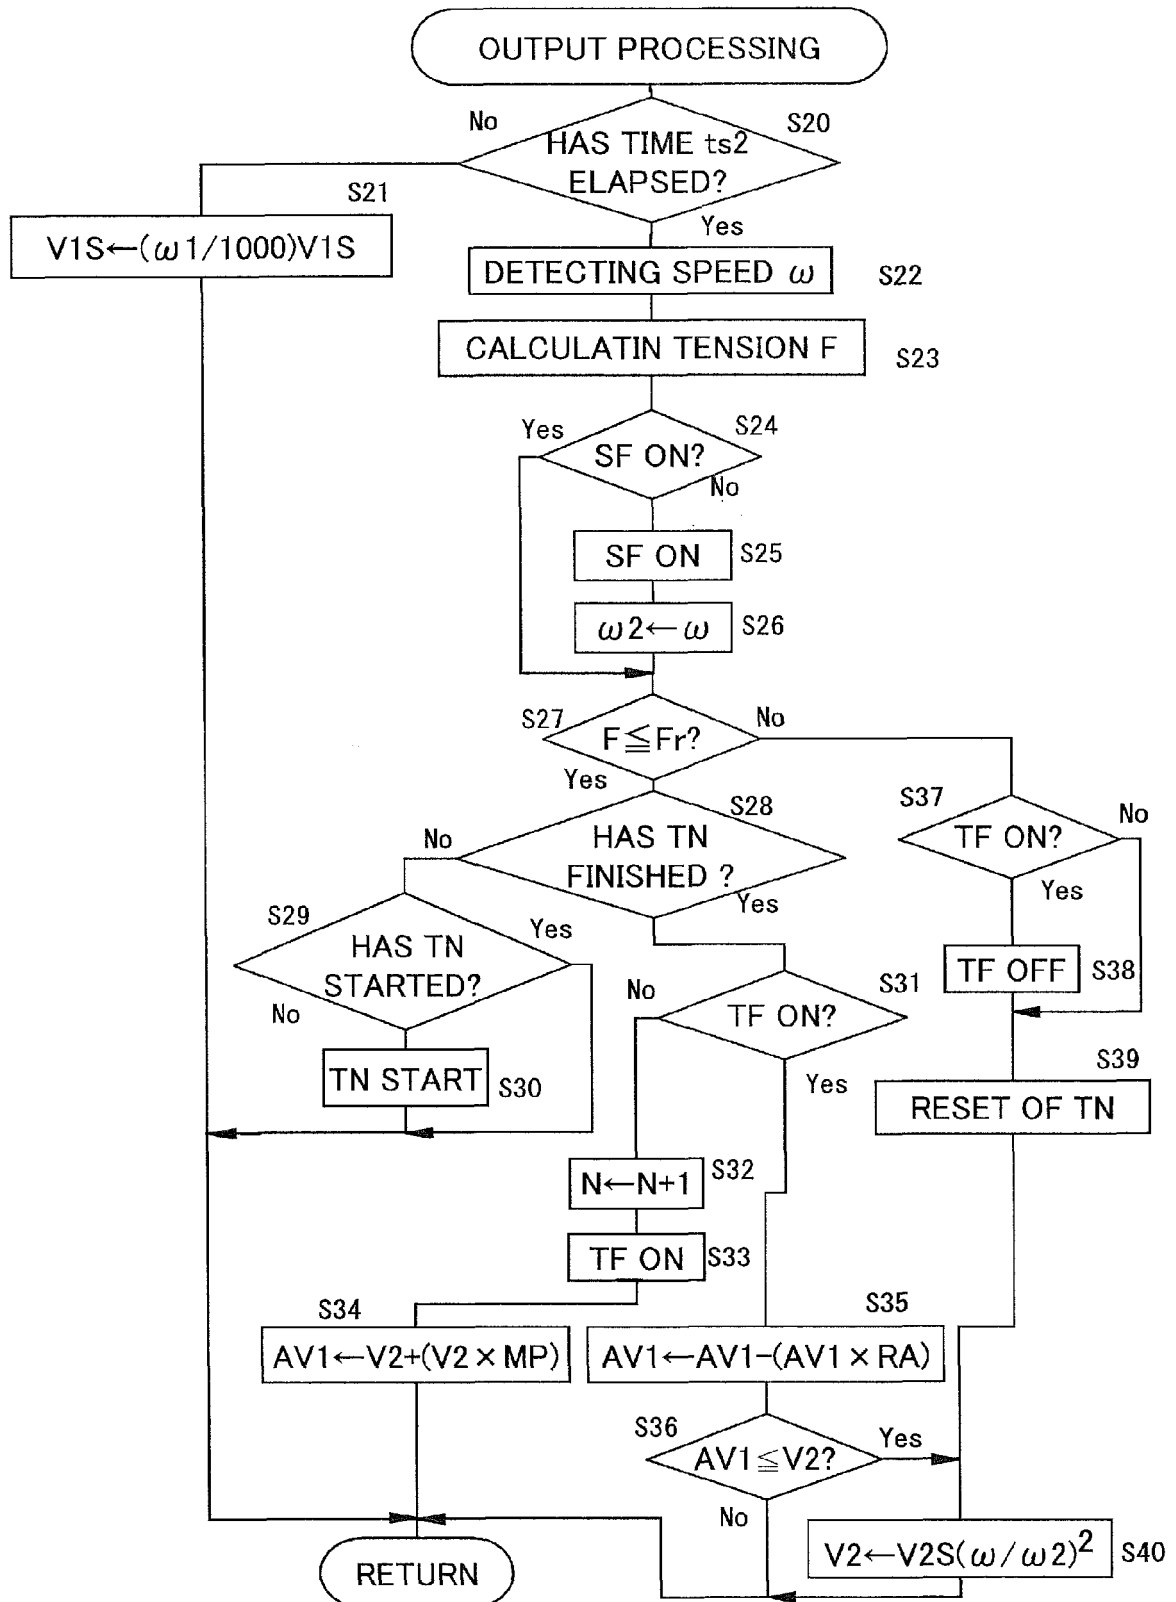 OUTPUT PROCESSING
No
S20
HAS TIME ts2
ELAPSED?
S21
Yes
V1S←(ω1/1000)V1S
DETECTING SPEED ω
S22
CALCULATIN TENSION F
S23
Yes
S24
SF ON?
No
SF ON
S25
ω2←ω
S26
S27
No
F≦Fr?
Yes
S28
S37
No
No
HAS TN
FINISHED ?
TF ON?
Yes
Yes
S29
Yes
HAS TN
STARTED?
No
TF OFF
S38
No
S31
TF ON?
TN START
S30
Yes
S39
RESET OF TN
S32
N←N+1
TF ON
S33
S34
S35
AV1←V2+(V2×MP)
AV1←AV1-(AV1×RA)
S36
Yes
AV1≦V2?
No
V2←V2S(ω/ω2)²
S40
RETURN